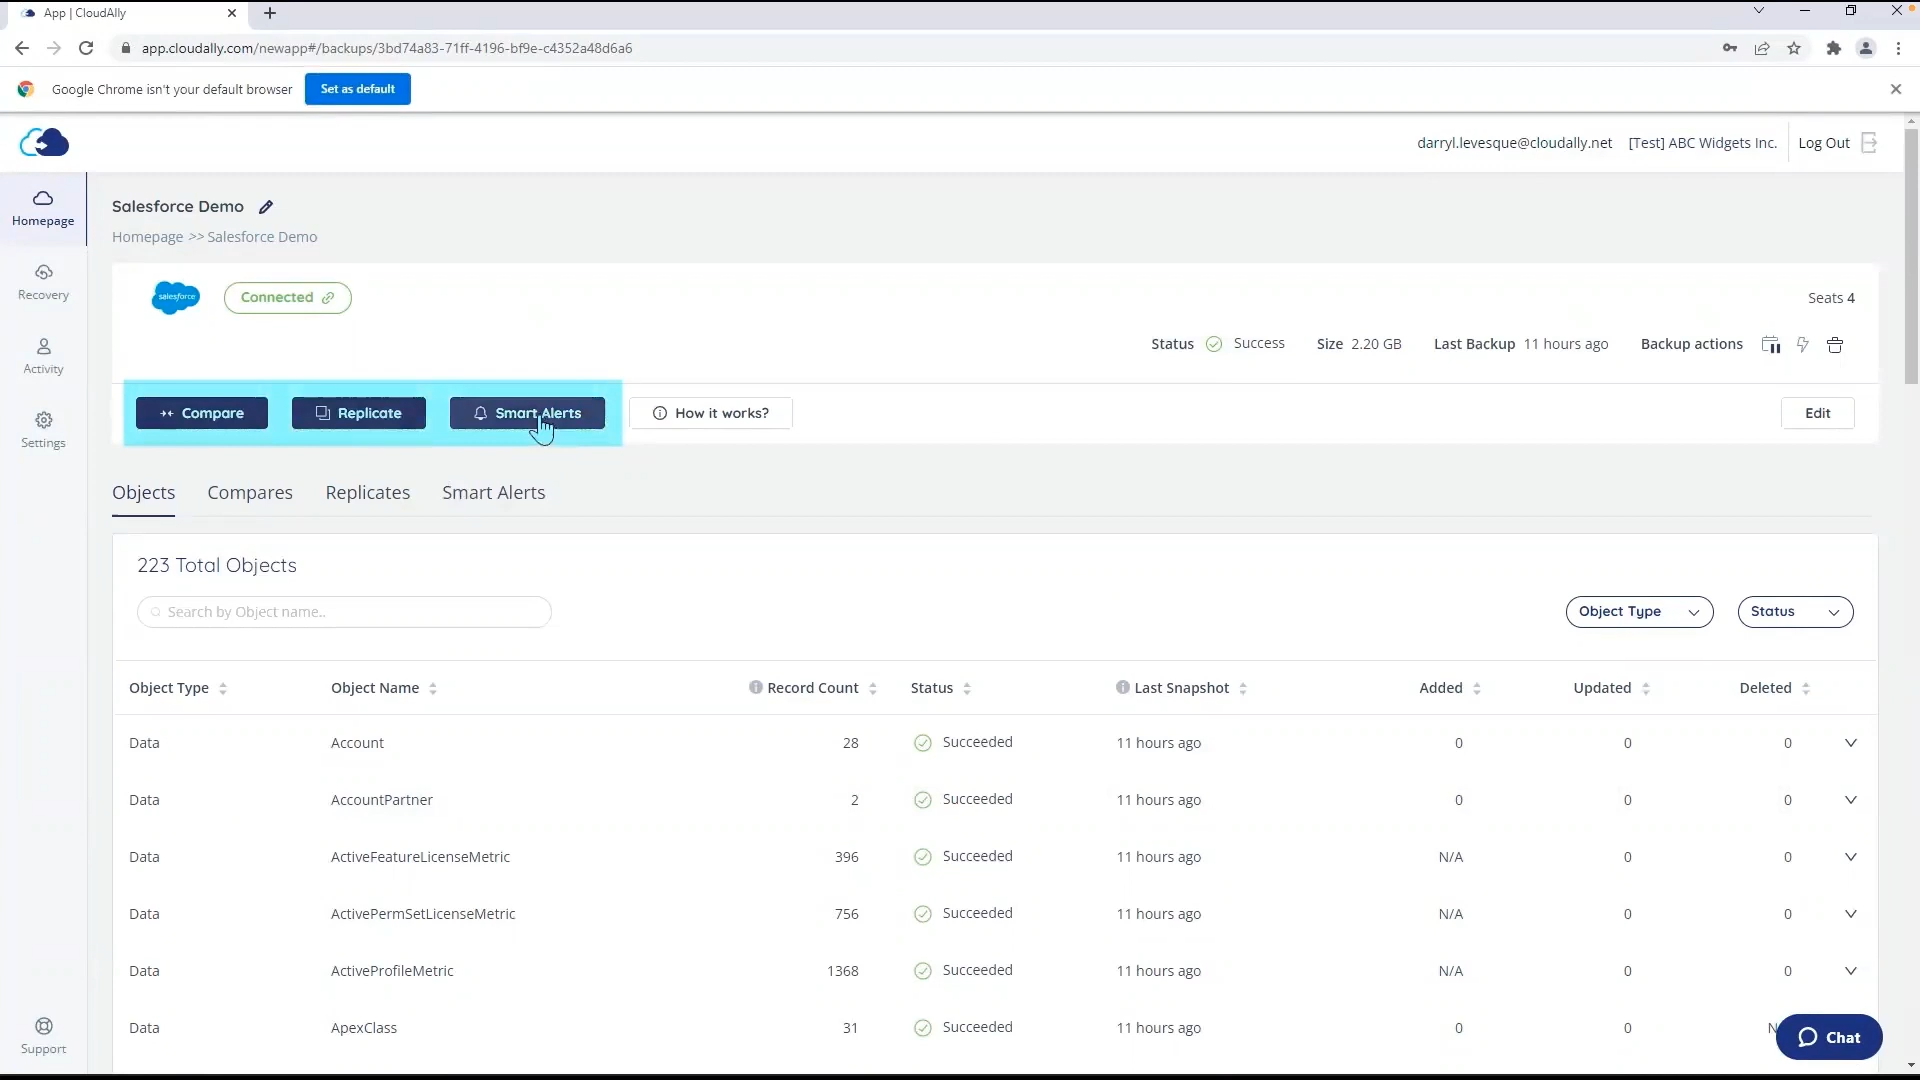 App | CloudAlly
app.cloudally.com/newapp#/backups/3bd74a83-71ff-4196-bf9e-c4352a48d6a6
Google Chrome isn't your default browser Set as default
darryl.levesque@cloudally.net [Test] ABC Widgets Inc. Log Out
Homepage
Recovery
Activity
Settings
Support
Salesforce Demo
Homepage >> Salesforce Demo
salesforce Connected Seats 4
Status Success Size 2.20 GB Last Backup 11 hours ago Backup actions
Compare Replicate Smart Alerts How it works? Edit
Objects Compares Replicates Smart Alerts
223 Total Objects
Search by Object name.. Object Type Status
Object Type Object Name Record Count Status Last Snapshot Added Updated Deleted
Data Account 28 Succeeded 11 hours ago 0 0 0
Data AccountPartner 2 Succeeded 11 hours ago 0 0 0
Data ActiveFeatureLicenseMetric 396 Succeeded 11 hours ago N/A 0 0
Data ActivePermSetLicenseMetric 756 Succeeded 11 hours ago N/A 0 0
Data ActiveProfileMetric 1368 Succeeded 11 hours ago N/A 0 0
Data ApexClass 31 Succeeded 11 hours ago 0 0
Chat